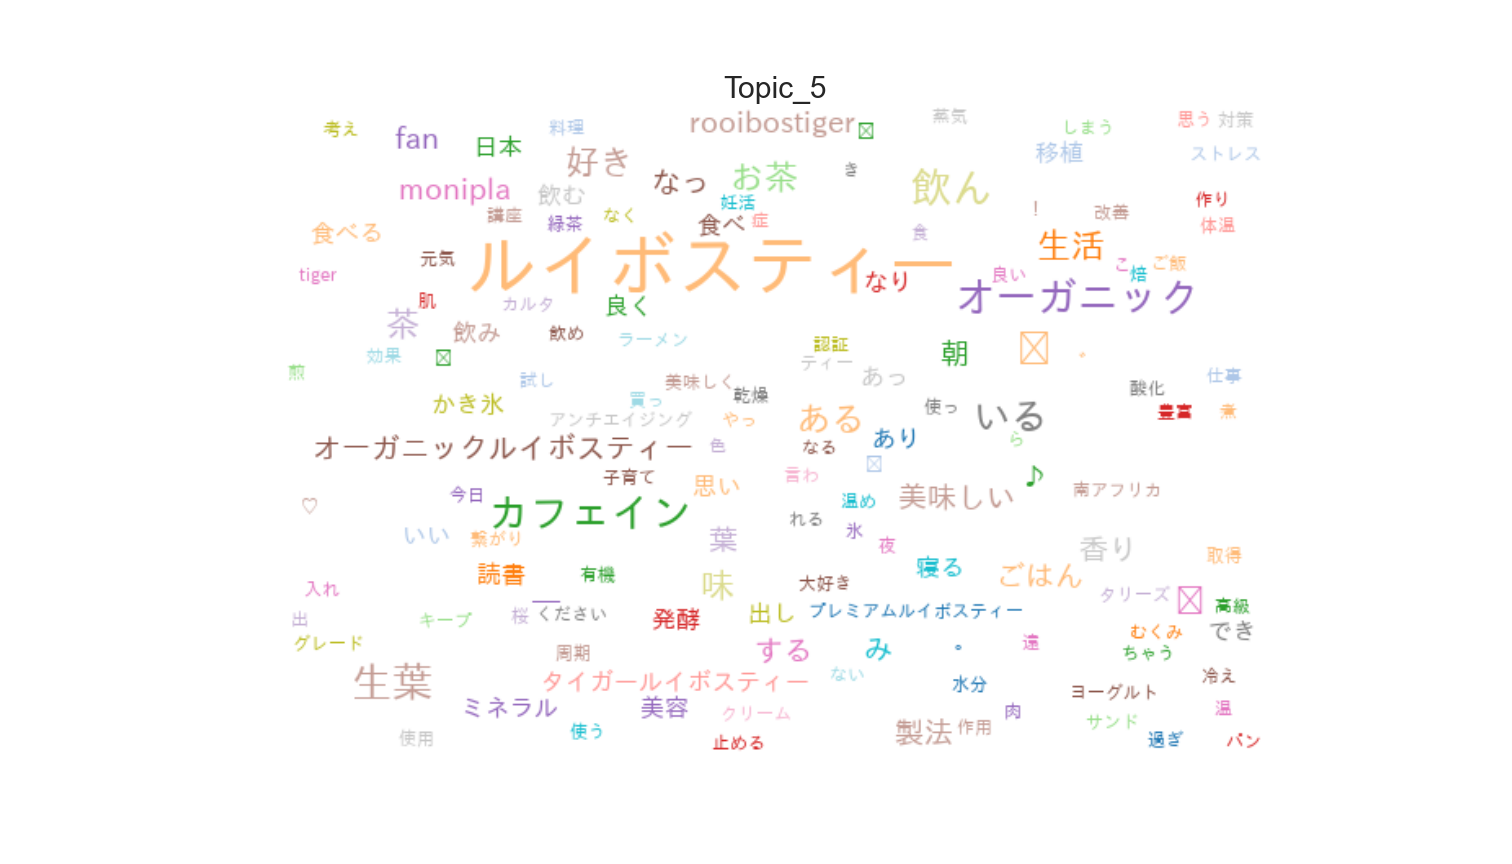 Topic_5
rooibostiger
蒸気
考え
fan
料理
日本
しまう
思う
対策
好き
移植
ストレス
monipla
飲む
なっ
お茶
き
飲ん
妊活
作り
講座
緑茶
なく
食べ
症
!
改善
食べる
食
体温
元気
ルイボスティー
生活
tiger
なり
良い
こ
焙
ご飯
肌
カルタ
良く
オーガニック
茶
飲み
飲め
ラーメン
認証
朝
効果
ティー
煎
試し
美味しく
あっ
仕事
かき氷
買っ
乾燥
酸化
アンチエイジング
やっ
ある
使っ
いる
豊富
煮
オーガニックルイボスティー
色
なる
あり
ら
子育て
言わ
♪
今日
思い
美味しい
南アフリカ
♡
カフェイン
温め
れる
氷
いい
繋がり
葉
夜
香り
取得
読書
有機
寝る
ごはん
入れ
味
大好き
タリーズ
高級
出
キープ
桜
ください
発酵
出し
プレミアムルイボスティー
むくみ
でき
グレード
周期
する
み
。
遠
ちゃう
生葉
タイガールイボスティー
ない
水分
ヨーグルト
冷え
ミネラル
美容
クリーム
肉
温
使用
使う
止める
製法
作用
サンド
過ぎ
パン